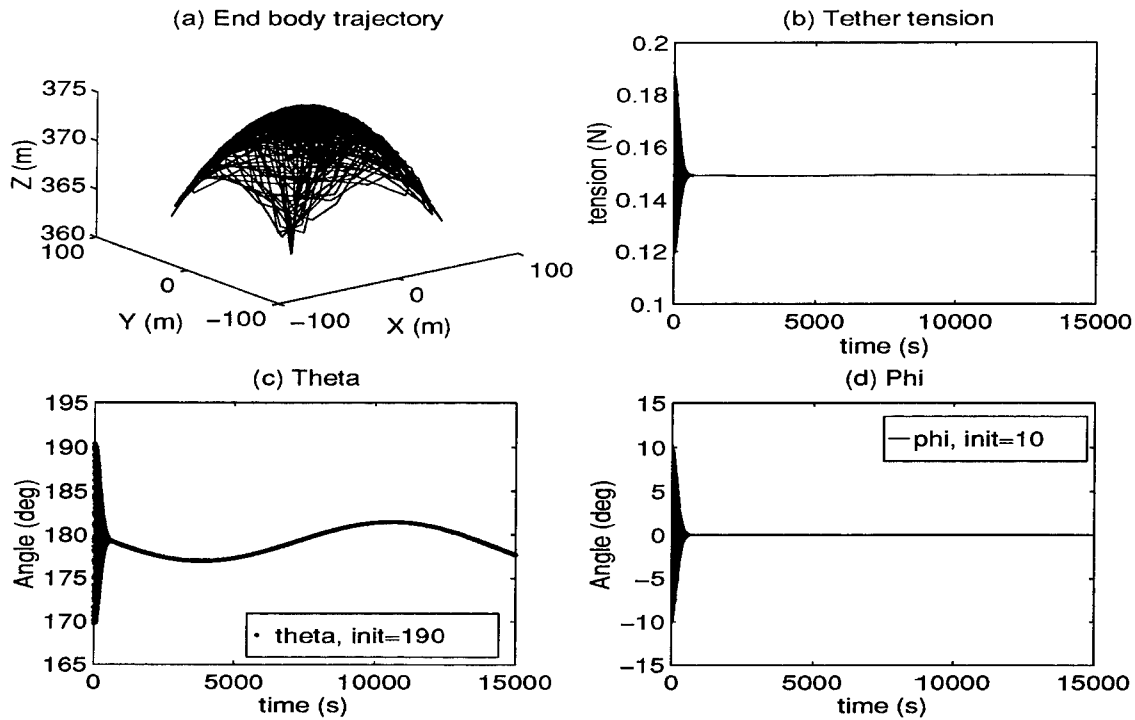 (a) End body trajectory
375
370
365
360
Z (m)
100
0
−100
Y (m)
−100
0
100
X (m)
(b) Tether tension
0.2
0.18
0.16
0.14
0.12
0.1
tension (N)
0
5000
10000
15000
time (s)
(c) Theta
195
190
185
180
175
170
165
Angle (deg)
theta, init=190
0
5000
10000
15000
time (s)
(d) Phi
15
10
5
0
−5
−10
−15
Angle (deg)
phi, init=10
0
5000
10000
15000
time (s)